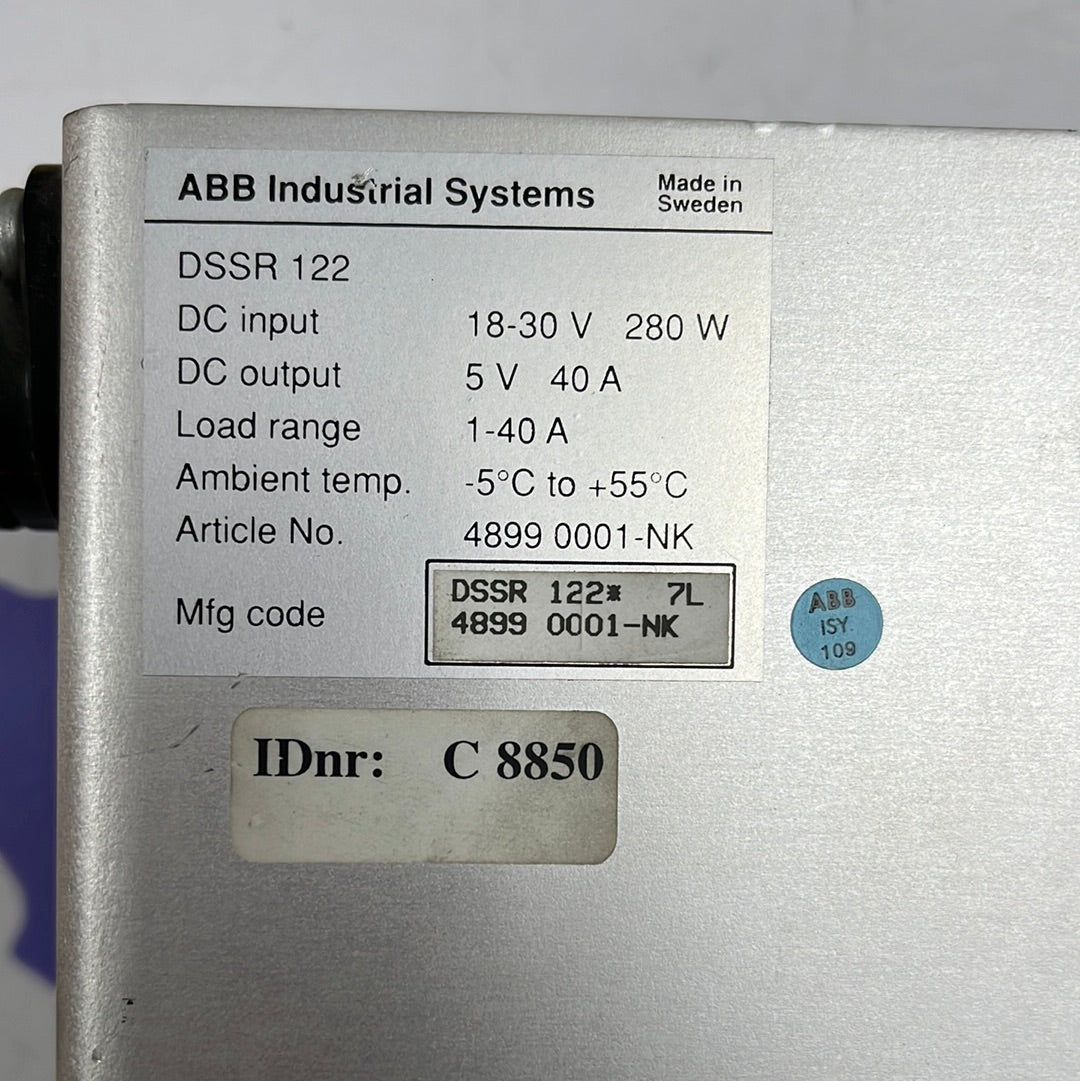 ABB Industrial Systems
Made in
Sweden
DSSR 122
DC input 18-30 V 280 W
DC output 5 V 40 A
Load range 1-40 A
Ambient temp. -5°C to +55°C
Article No. 4899 0001-NK
Mfg code
DSSR 122* 7L
4899 0001-NK
ABB
ISY
109
IDnr: C 8850